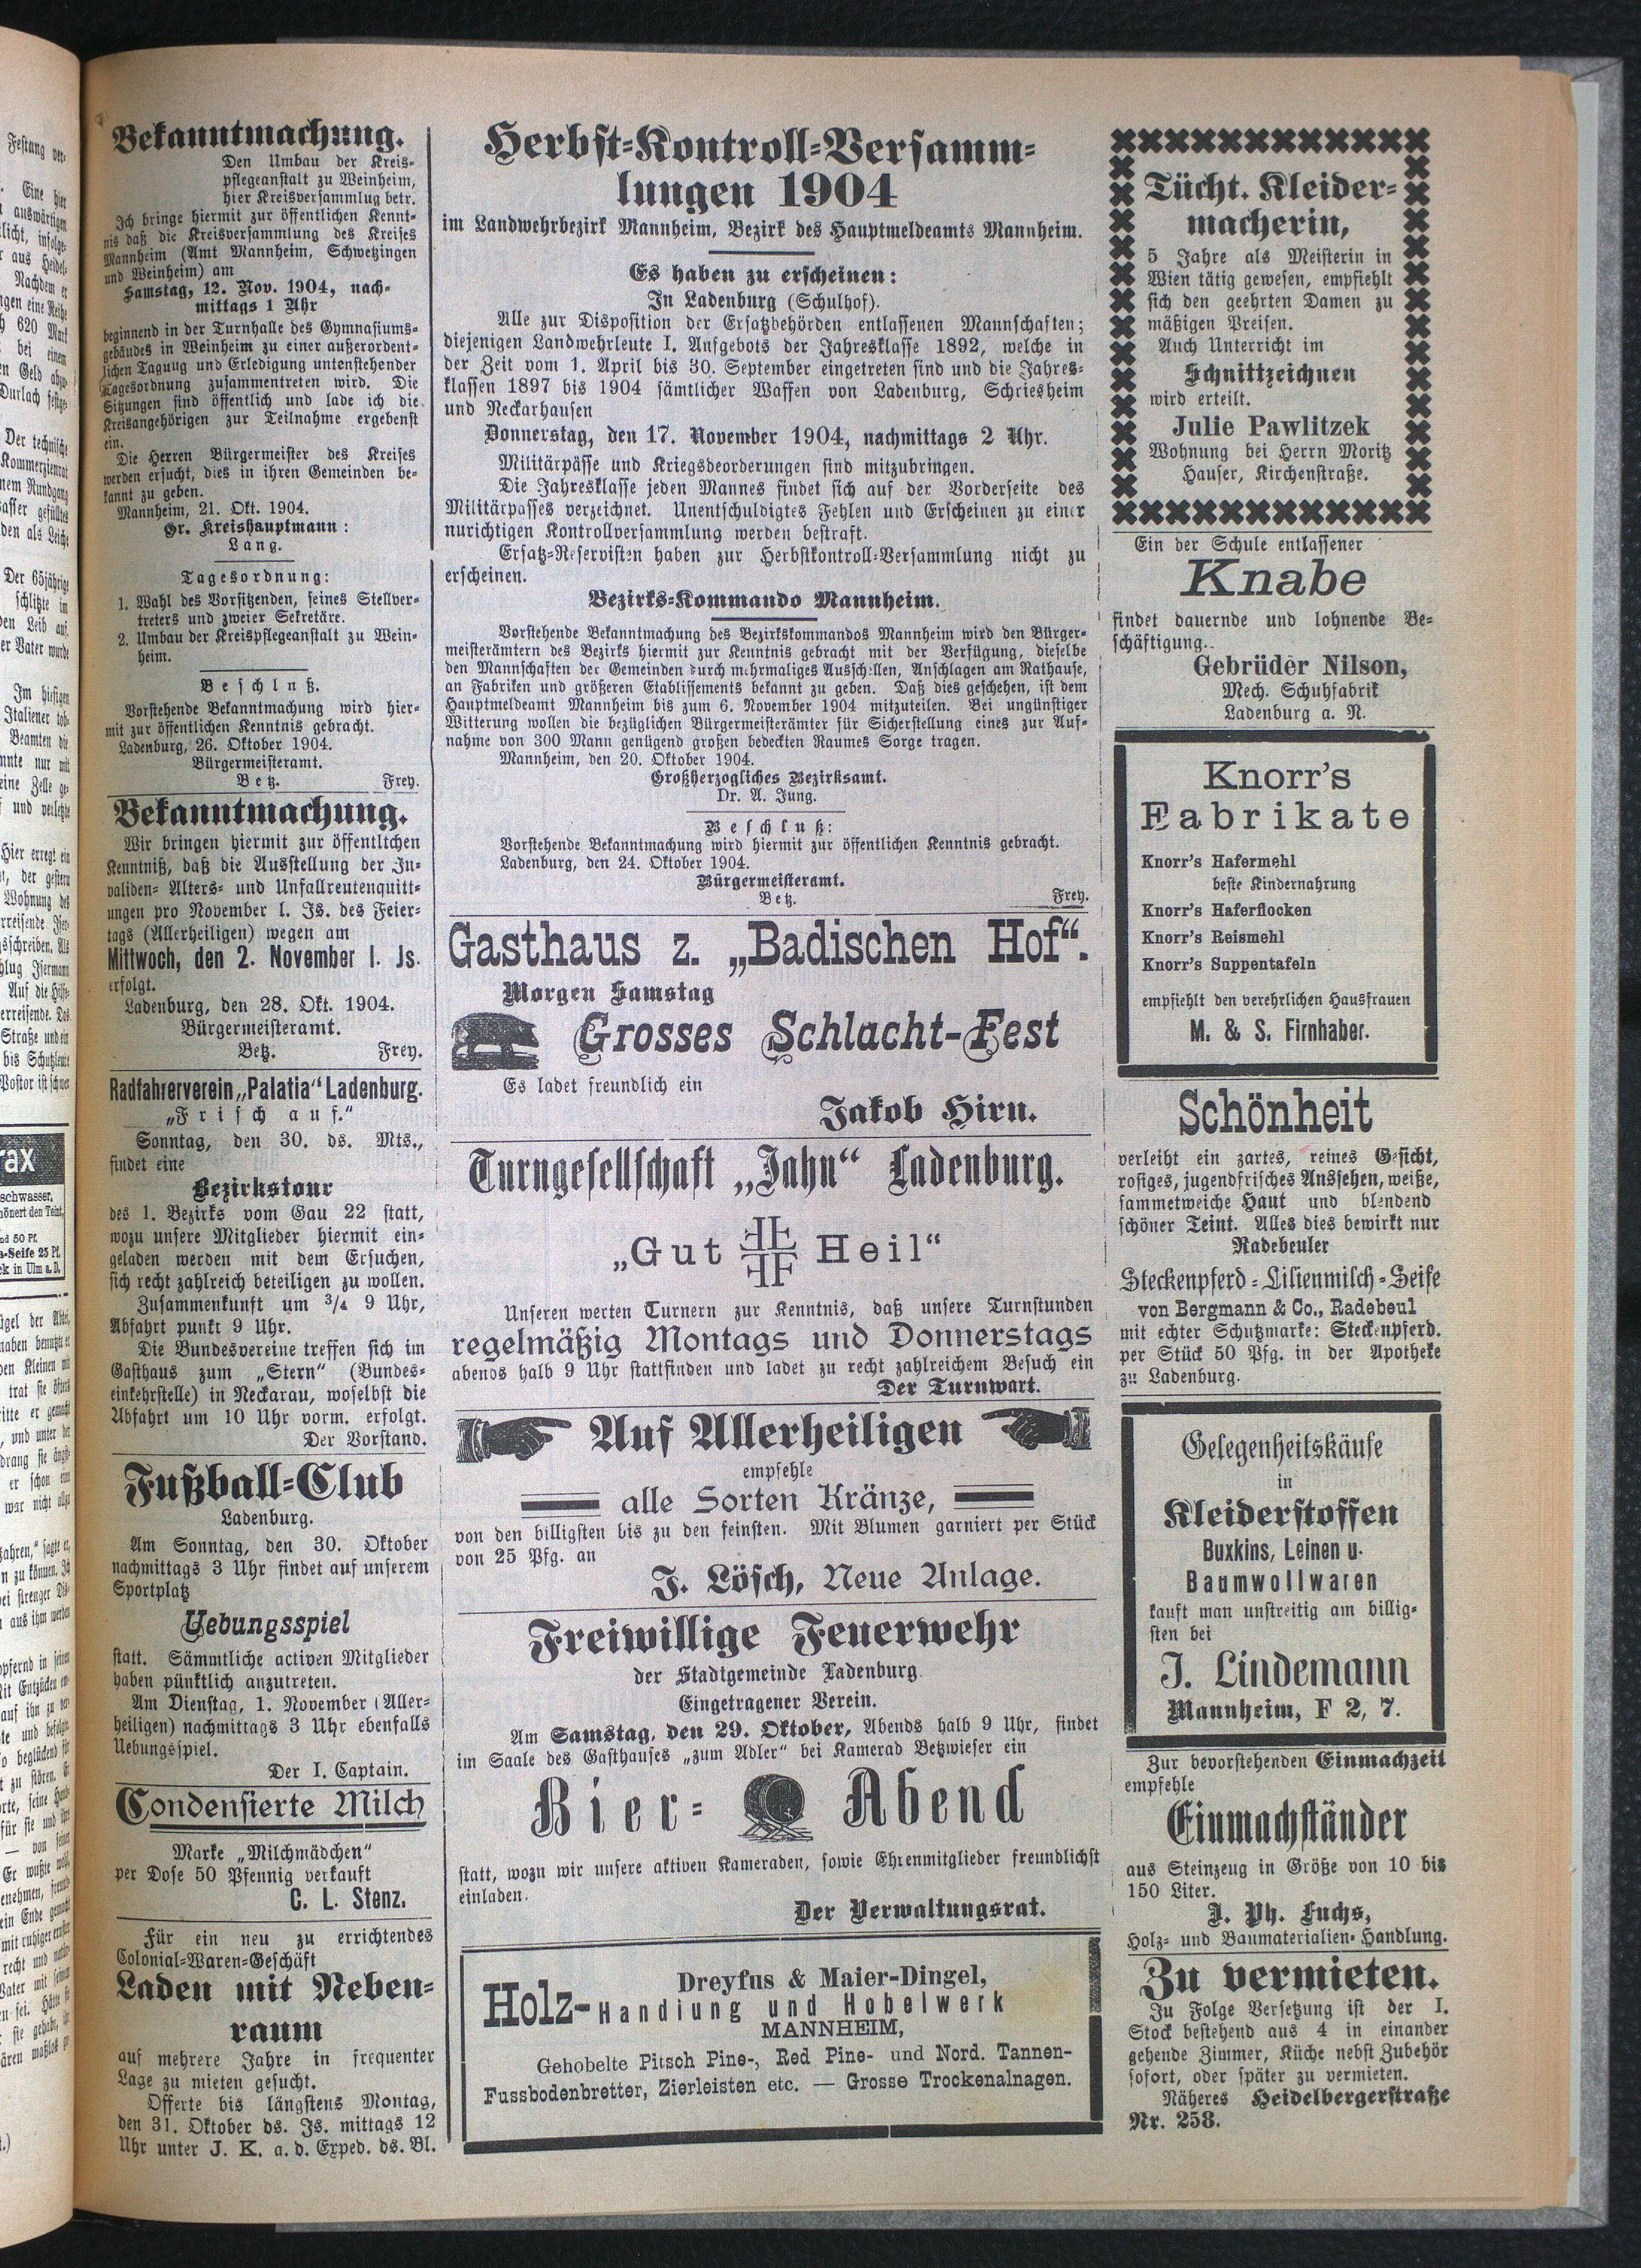 Bekanntmachung.
Den Umbau der Kreis-
pflegeanstalt zu Weinheim,
hier Kreisversammlug betr.
Ich bringe hiermit zur öffentlichen Kennt-
nis daß die Kreisversammlung des Kreises
Mannheim (Amt Mannheim, Schwetzingen
und Weinheim) am
Samstag, 12. Nov. 1904, nach-
mittags 1 Uhr
beginnend in der Turnhalle des Gymnasiums-
gebäudes in Weinheim zu einer außerordent-
lichen Tagung und Erledigung untenstehender
Tagesordnung zusammentreten wird. Die
Sitzungen sind öffentlich und lade ich die
Kreisangehörigen zur Teilnahme ergebenst
ein.
Die Herren Bürgermeister des Kreises
werden ersucht, dies in ihren Gemeinden be-
kannt zu geben.
Mannheim, 21. Okt. 1904.
Gr. Kreishauptmann:
Lang.
Tagesordnung:
1. Wahl des Vorsitzenden, seines Stellver-
treters und zweier Sekretäre.
2. Umbau der Kreispflegeanstalt zu Wein-
heim.
Beschluß.
Vorstehende Bekanntmachung wird hier-
mit zur öffentlichen Kenntnis gebracht.
Ladenburg, 26. Oktober 1904.
Bürgermeisteramt.
Betz. Frey.
Bekanntmachung.
Wir bringen hiermit zur öffentltchen
Kenntniß, daß die Ausstellung der In-
validen- Alters- und Unfallreutenquitt-
ungen pro November l. Js. des Feier-
tags (Allerheiligen) wegen am
Mittwoch, den 2. November l. Js.
erfolgt.
Ladenburg, den 28. Okt. 1904.
Bürgermeisteramt.
Betz. Frey.
Radfahrerverein „Palatia“ Ladenburg.
„Frisch auf.“
Sonntag, den 30. ds. Mts.,
findet eine
Bezirkstour
des 1. Bezirks vom Gau 22 statt,
wozu unsere Mitglieder hiermit ein-
geladen werden mit dem Ersuchen,
sich recht zahlreich beteiligen zu wollen.
Zusammenkunft um 3/4 9 Uhr,
Abfahrt punkt 9 Uhr.
Die Bundesvereine treffen sich im
Gasthaus zum „Stern“ (Bundes-
einkehrstelle) in Neckarau, woselbst die
Abfahrt um 10 Uhr vorm. erfolgt.
Der Vorstand.
Fußball-Club
Ladenburg.
Am Sonntag, den 30. Oktober
nachmittags 3 Uhr findet auf unserem
Sportplatz
Uebungsspiel
statt. Sämmtliche activen Mitglieder
haben pünktlich anzutreten.
Am Dienstag, 1. November (Aller-
heiligen) nachmittags 3 Uhr ebenfalls
Uebungsspiel.
Der I. Captain.
Condensierte Milch
Marke „Milchmädchen“
per Dose 50 Pfennig verkauft
C. L. Stenz.
Für ein neu zu errichtendes
Colonial-Waren-Geschäft
Laden mit Neben-
raum
auf mehrere Jahre in frequenter
Lage zu mieten gesucht.
Offerte bis längstens Montag,
den 31. Oktober ds. Js. mittags 12
Uhr unter J. K. a. d. Exped. ds. Bl.
Herbst-Kontroll-Versamm-
lungen 1904
im Landwehrbezirk Mannheim, Bezirk des Hauptmeldeamts Mannheim.
Es haben zu erscheinen:
In Ladenburg (Schulhof).
Alle zur Disposition der Ersatzbehörden entlassenen Mannschaften;
diejenigen Landwehrleute I. Aufgebots der Jahresklasse 1892, welche in
der Zeit vom 1. April bis 30. September eingetreten sind und die Jahres-
klassen 1897 bis 1904 sämtlicher Waffen von Ladenburg, Schriesheim
und Neckarhausen
Donnerstag, den 17. November 1904, nachmittags 2 Uhr.
Militärpässe und Kriegsbeorderungen sind mitzubringen.
Die Jahresklasse jeden Mannes findet sich auf der Vorderseite des
Militärpasses verzeichnet. Unentschuldigtes Fehlen und Erscheinen zu einer
nurichtigen Kontrollversammlung werden bestraft.
Ersatz-Reservisten haben zur Herbstkontroll-Versammlung nicht zu
erscheinen.
Bezirks-Kommando Mannheim.
Vorstehende Bekanntmachung des Bezirkskommandos Mannheim wird den Bürger-
meisterämtern des Bezirks hiermit zur Kenntnis gebracht mit der Verfügung, dieselbe
den Mannschaften der Gemeinden durch mehrmaliges Ausschellen, Anschlagen am Rathause,
an Fabriken und größeren Etablissements bekannt zu geben. Daß dies geschehen, ist dem
Hauptmeldeamt Mannheim bis zum 6. November 1904 mitzuteilen. Bei ungünstiger
Witterung wollen die bezüglichen Bürgermeisterämter für Sicherstellung eines zur Auf-
nahme von 300 Mann genügend großen bedeckten Raumes Sorge tragen.
Mannheim, den 20. Oktober 1904.
Großherzogliches Bezirksamt.
Dr. A. Jung.
Beschluß:
Vorstehende Bekanntmachung wird hiermit zur öffentlichen Kenntnis gebracht.
Ladenburg, den 24. Oktober 1904.
Bürgermeisteramt.
Betz. Frey.
Gasthaus z. „Badischen Hof“.
Morgen Samstag
Grosses Schlacht-Fest
Es ladet freundlich ein
Jakob Hirn.
Turngesellschaft „Jahn“ Ladenburg.
„Gut Heil“
Unseren werten Turnern zur Kenntnis, daß unsere Turnstunden
regelmäßig Montags und Donnerstags
abends halb 9 Uhr stattfinden und ladet zu recht zahlreichem Besuch ein
Der Turnwart.
Auf Allerheiligen
empfehle
alle Sorten Kränze,
von den billigsten bis zu den feinsten. Mit Blumen garniert per Stück
von 25 Pfg. an
J. Lösch, Neue Anlage.
Freiwillige Feuerwehr
der Stadtgemeinde Ladenburg.
Eingetragener Verein.
Am Samstag, den 29. Oktober, Abends halb 9 Uhr, findet
im Saale des Gasthauses „zum Adler“ bei Kamerad Betzwieser ein
Bier- Abend
statt, wozu wir unsere aktiven Kameraden, sowie Ehrenmitglieder freundlichst
einladen.
Der Verwaltungsrat.
Dreyfus & Maier-Dingel,
Holz-Handlung und Hobelwerk
MANNHEIM,
Gehobelte Pitsch Pine-, Red Pine- und Nord. Tannen-
Fussbodenbretter, Zierleisten etc. — Grosse Trockenalnagen.
Tücht. Kleider-
macherin,
5 Jahre als Meisterin in
Wien tätig gewesen, empfiehlt
sich den geehrten Damen zu
mäßigen Preisen.
Auch Unterricht im
Schnittzeichnen
wird erteilt.
Julie Pawlitzek
Wohnung bei Herrn Moritz
Hauser, Kirchenstraße.
Ein der Schule entlassener
Knabe
findet dauernde und lohnende Be-
schäftigung.
Gebrüder Nilson,
Mech. Schuhfabrik
Ladenburg a. N.
Knorr's
Fabrikate
Knorr's Hafermehl
beste Kindernahrung
Knorr's Haferflocken
Knorr's Reismehl
Knorr's Suppentafeln
empfiehlt den verehrlichen Hausfrauen
M. & S. Firnhaber.
Schönheit
verleiht ein zartes, reines Gesicht,
rosiges, jugendfrisches Aussehen, weiße,
sammetweiche Haut und blendend
schöner Teint. Alles dies bewirkt nur
Radebeuler
Steckenpferd-Lilienmilch-Seife
von Bergmann & Co., Radebeul
mit echter Schutzmarke: Steckenpferd.
per Stück 50 Pfg. in der Apotheke
zu Ladenburg.
Gelegenheitskäufe
in
Kleiderstoffen
Buxkins, Leinen u.
Baumwollwaren
kauft man unstreitig am billig-
sten bei
J. Lindemann
Mannheim, F 2, 7.
Zur bevorstehenden Einmachzeit
empfehle
Einmachständer
aus Steinzeug in Größe von 10 bis
150 Liter.
J. Ph. Fuchs,
Holz- und Baumaterialien-Handlung.
Zu vermieten.
In Folge Versetzung ist der I.
Stock bestehend aus 4 in einander
gehende Zimmer, Küche nebst Zubehör
sofort, oder später zu vermieten.
Näheres Heidelbergerstraße
Nr. 258.